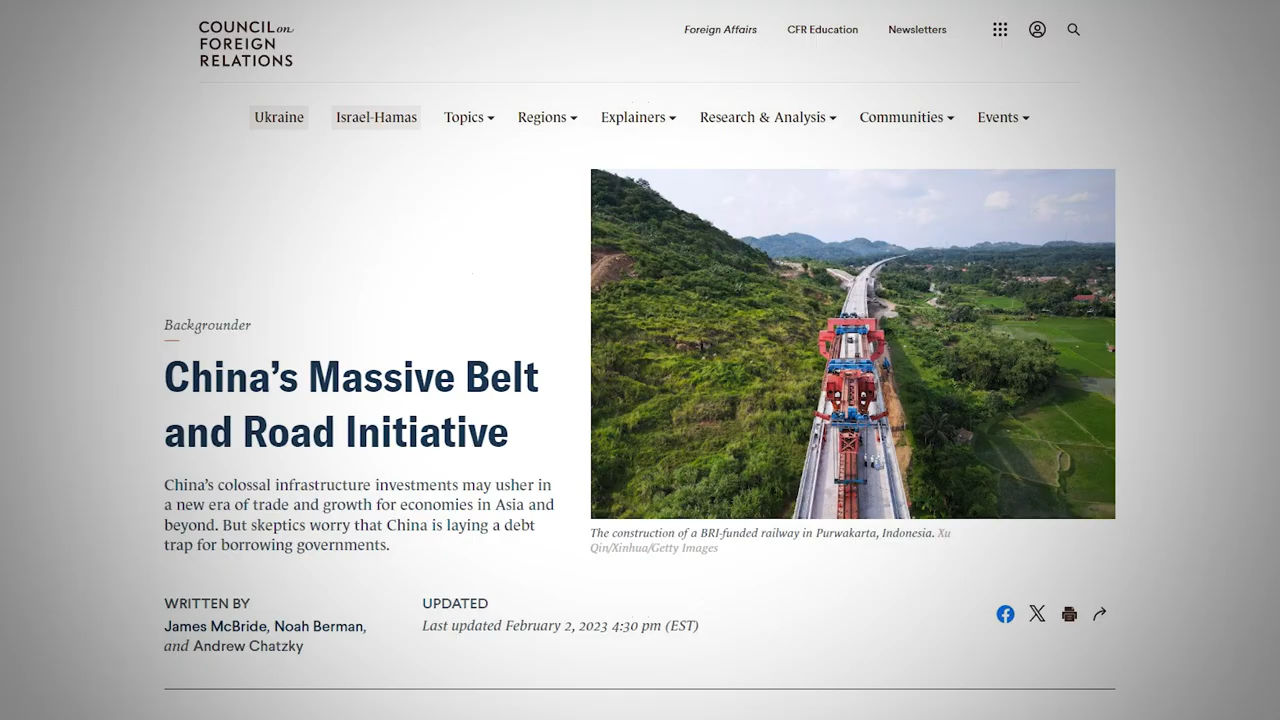 COUNCIL on
FOREIGN
RELATIONS
Foreign Affairs
CFR Education
Newsletters
Ukraine
Israel-Hamas
Topics
Regions
Explainers
Research & Analysis
Communities
Events
Backgrounder
China’s Massive Belt
and Road Initiative
China’s colossal infrastructure investments may usher in
a new era of trade and growth for economies in Asia and
beyond. But skeptics worry that China is laying a debt
trap for borrowing governments.
The construction of a BRI-funded railway in Purwakarta, Indonesia. Xu
Qin/Xinhua/Getty Images
WRITTEN BY
James McBride, Noah Berman,
and Andrew Chatzky
UPDATED
Last updated February 2, 2023 4:30 pm (EST)